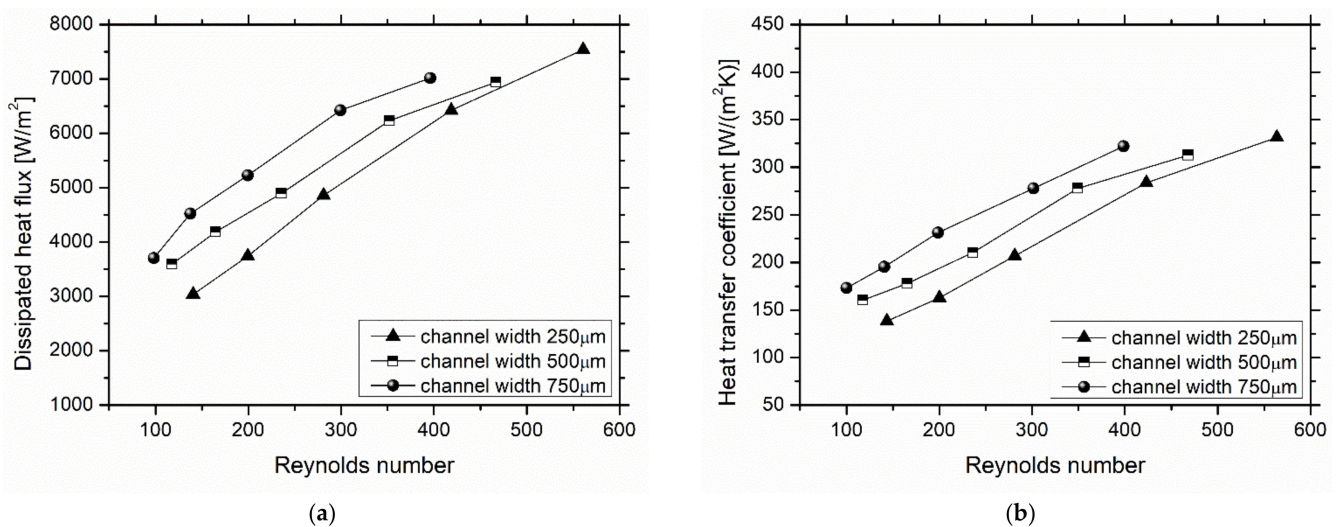 8000
7000
6000
5000
4000
3000
2000
1000
Dissipated heat flux [W/m²]
channel width 250μm
channel width 500μm
channel width 750μm
100 200 300 400 500 600
Reynolds number
(a)
450
400
350
300
250
200
150
100
50
Heat transfer coefficient [W/(m²K)]
channel width 250μm
channel width 500μm
channel width 750μm
100 200 300 400 500 600
Reynolds number
(b)